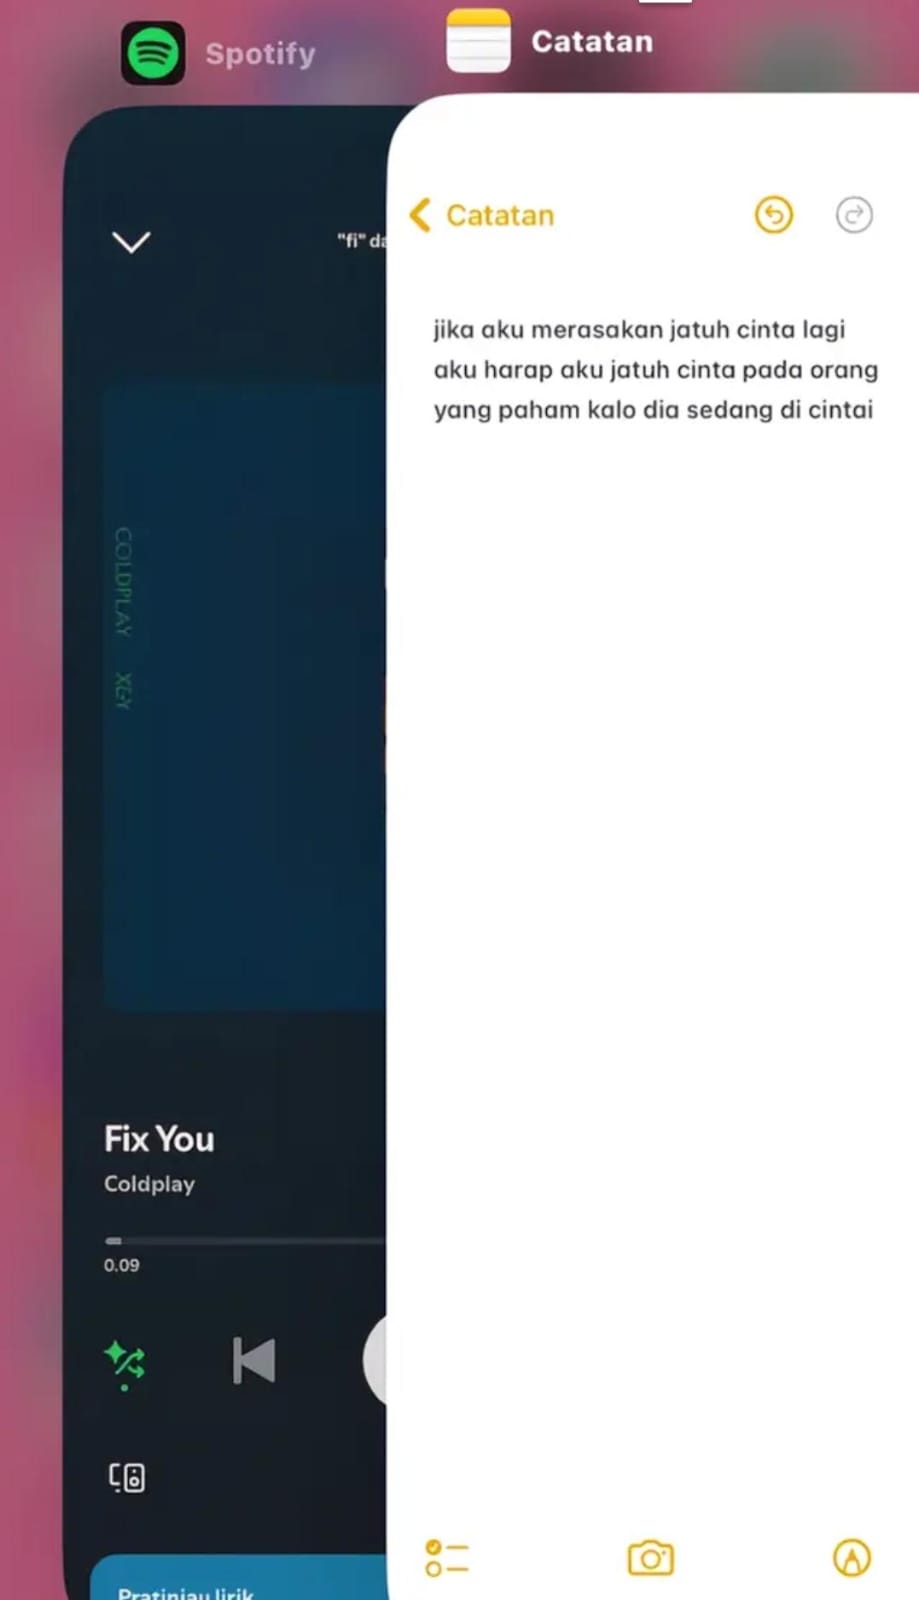 Spotify
Catatan
"fi" da
Catatan
jika aku merasakan jatuh cinta lagi
aku harap aku jatuh cinta pada orang
yang paham kalo dia sedang di cintai
COLDPLAY X&Y
Fix You
Coldplay
0.09
Pratinjau lirik